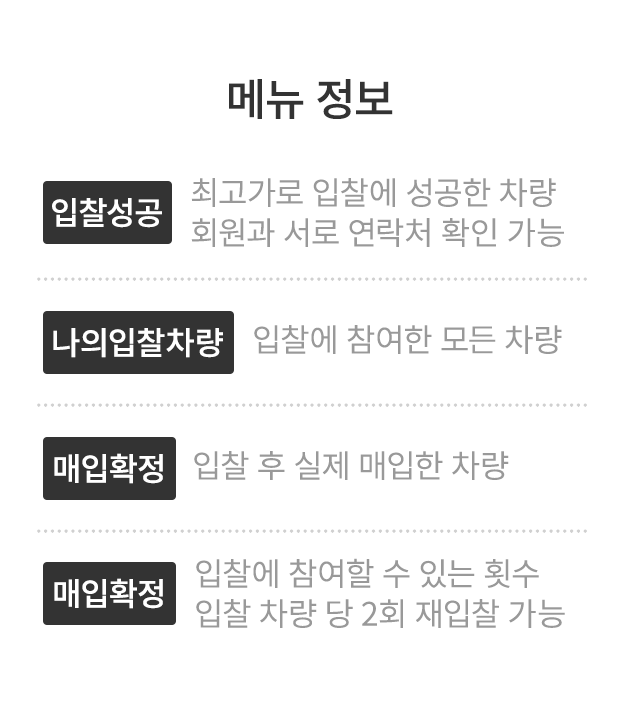 메뉴 정보
입찰성공
최고가로 입찰에 성공한 차량
회원과 서로 연락처 확인 가능
나의입찰차량
입찰에 참여한 모든 차량
매입확정
입찰 후 실제 매입한 차량
매입확정
입찰에 참여할 수 있는 횟수
입찰 차량 당 2회 재입찰 가능